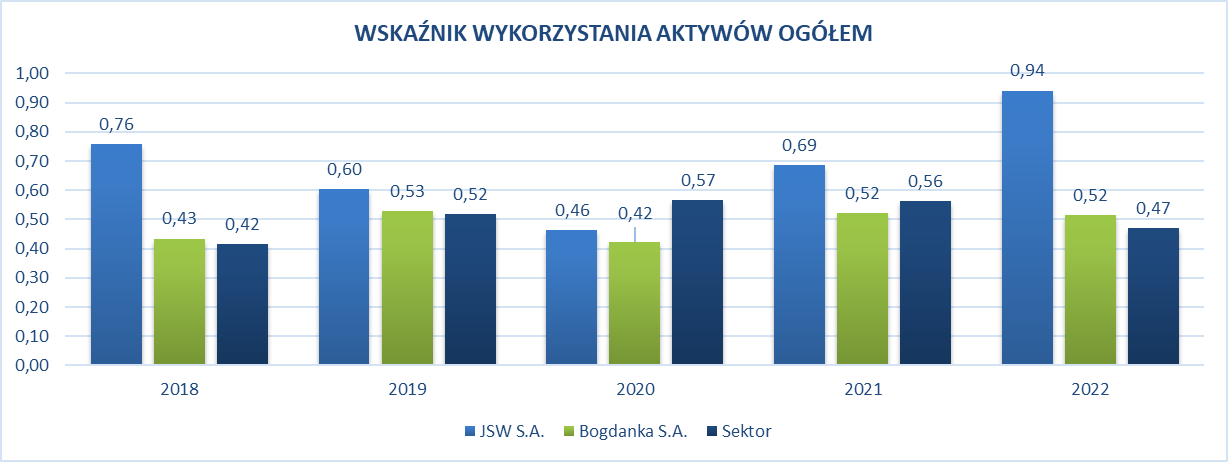 WSKAŹNIK WYKORZYSTANIA AKTYWÓW OGÓŁEM
1,00
0,90
0,80
0,70
0,60
0,50
0,40
0,30
0,20
0,10
0,00
0,76 0,43 0,42
0,60 0,53 0,52
0,46 0,42 0,57
0,69 0,52 0,56
0,94 0,52 0,47
2018 2019 2020 2021 2022
JSW S.A. Bogdanka S.A. Sektor